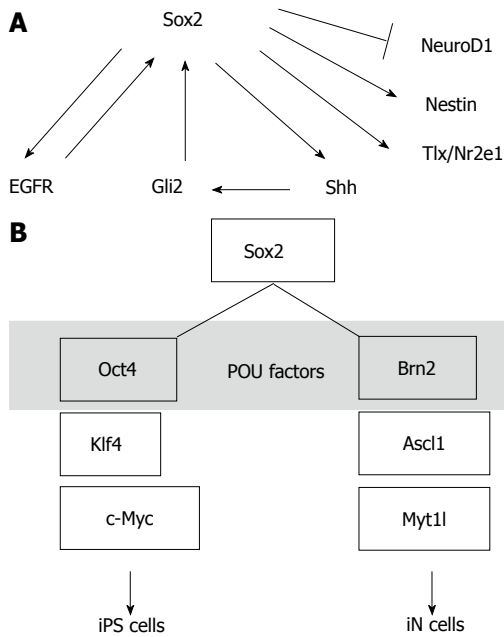 A
Sox2
NeuroD1
Nestin
Tlx/Nr2e1
EGFR Gli2 Shh
B
Sox2
Oct4 POU factors Brn2
Klf4 Ascl1
c-Myc Myt1l
iPS cells iN cells